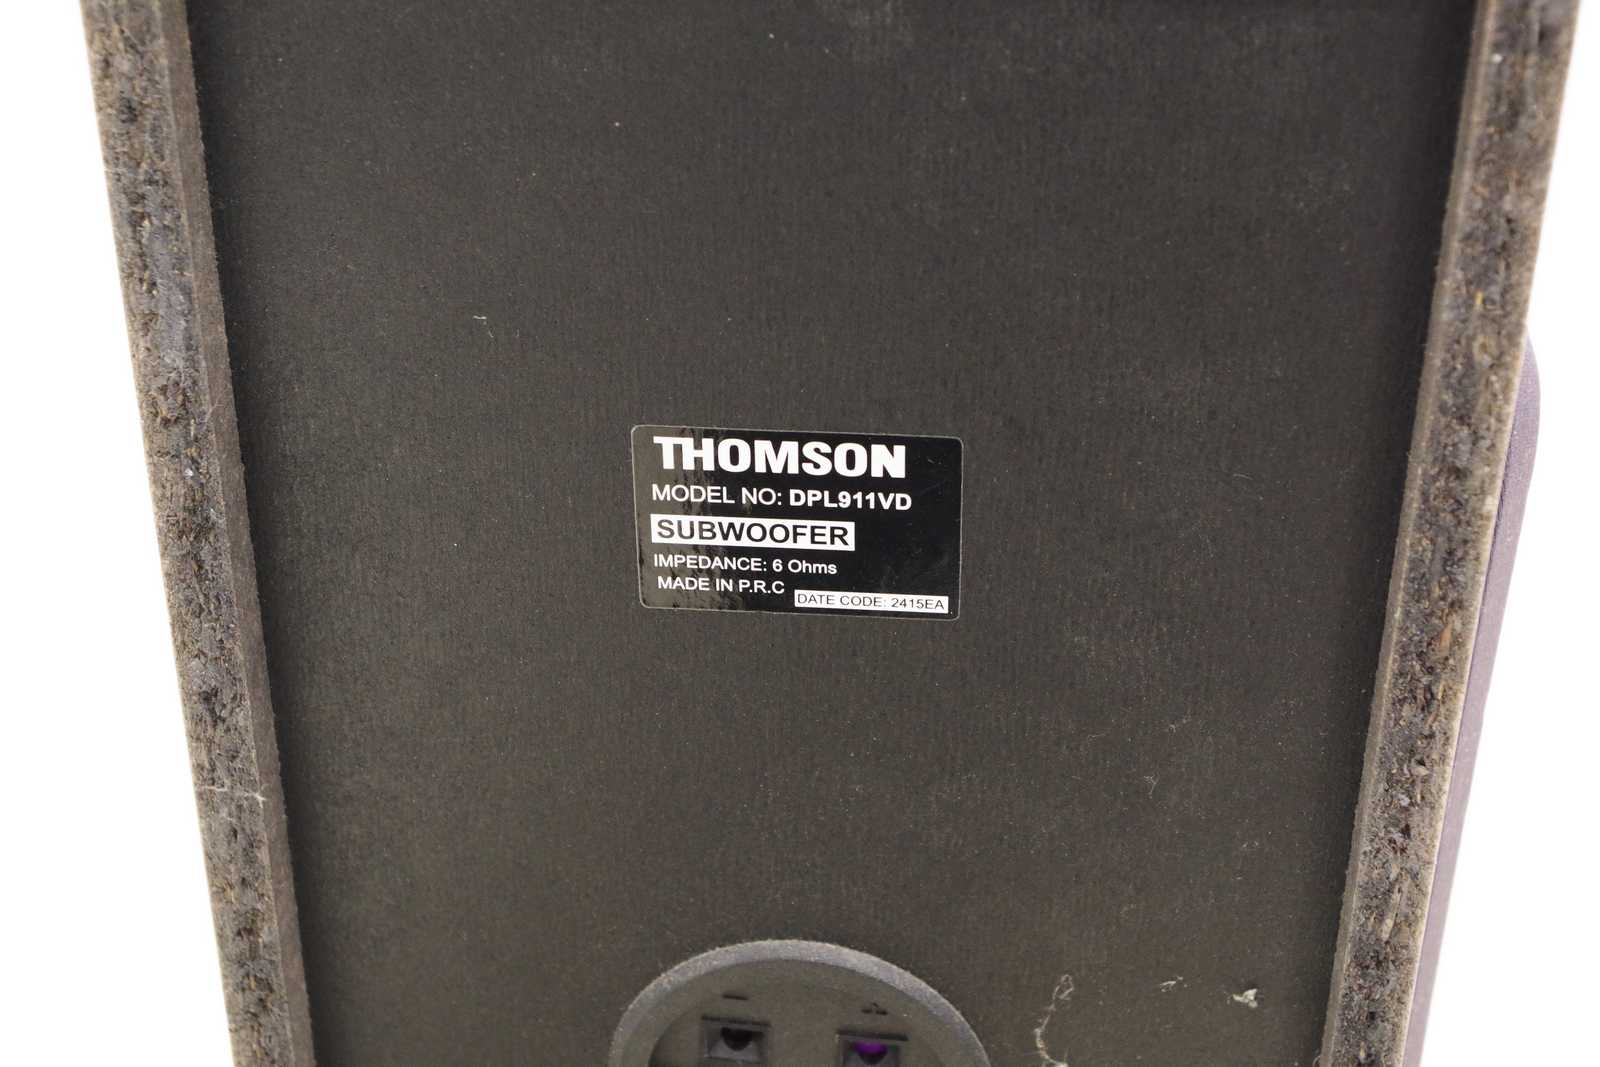 THOMSON
MODEL NO: DPL911VD
SUBWOOFER
IMPEDANCE: 6 Ohms
MADE IN P.R.C
DATE CODE: 2415EA
- +